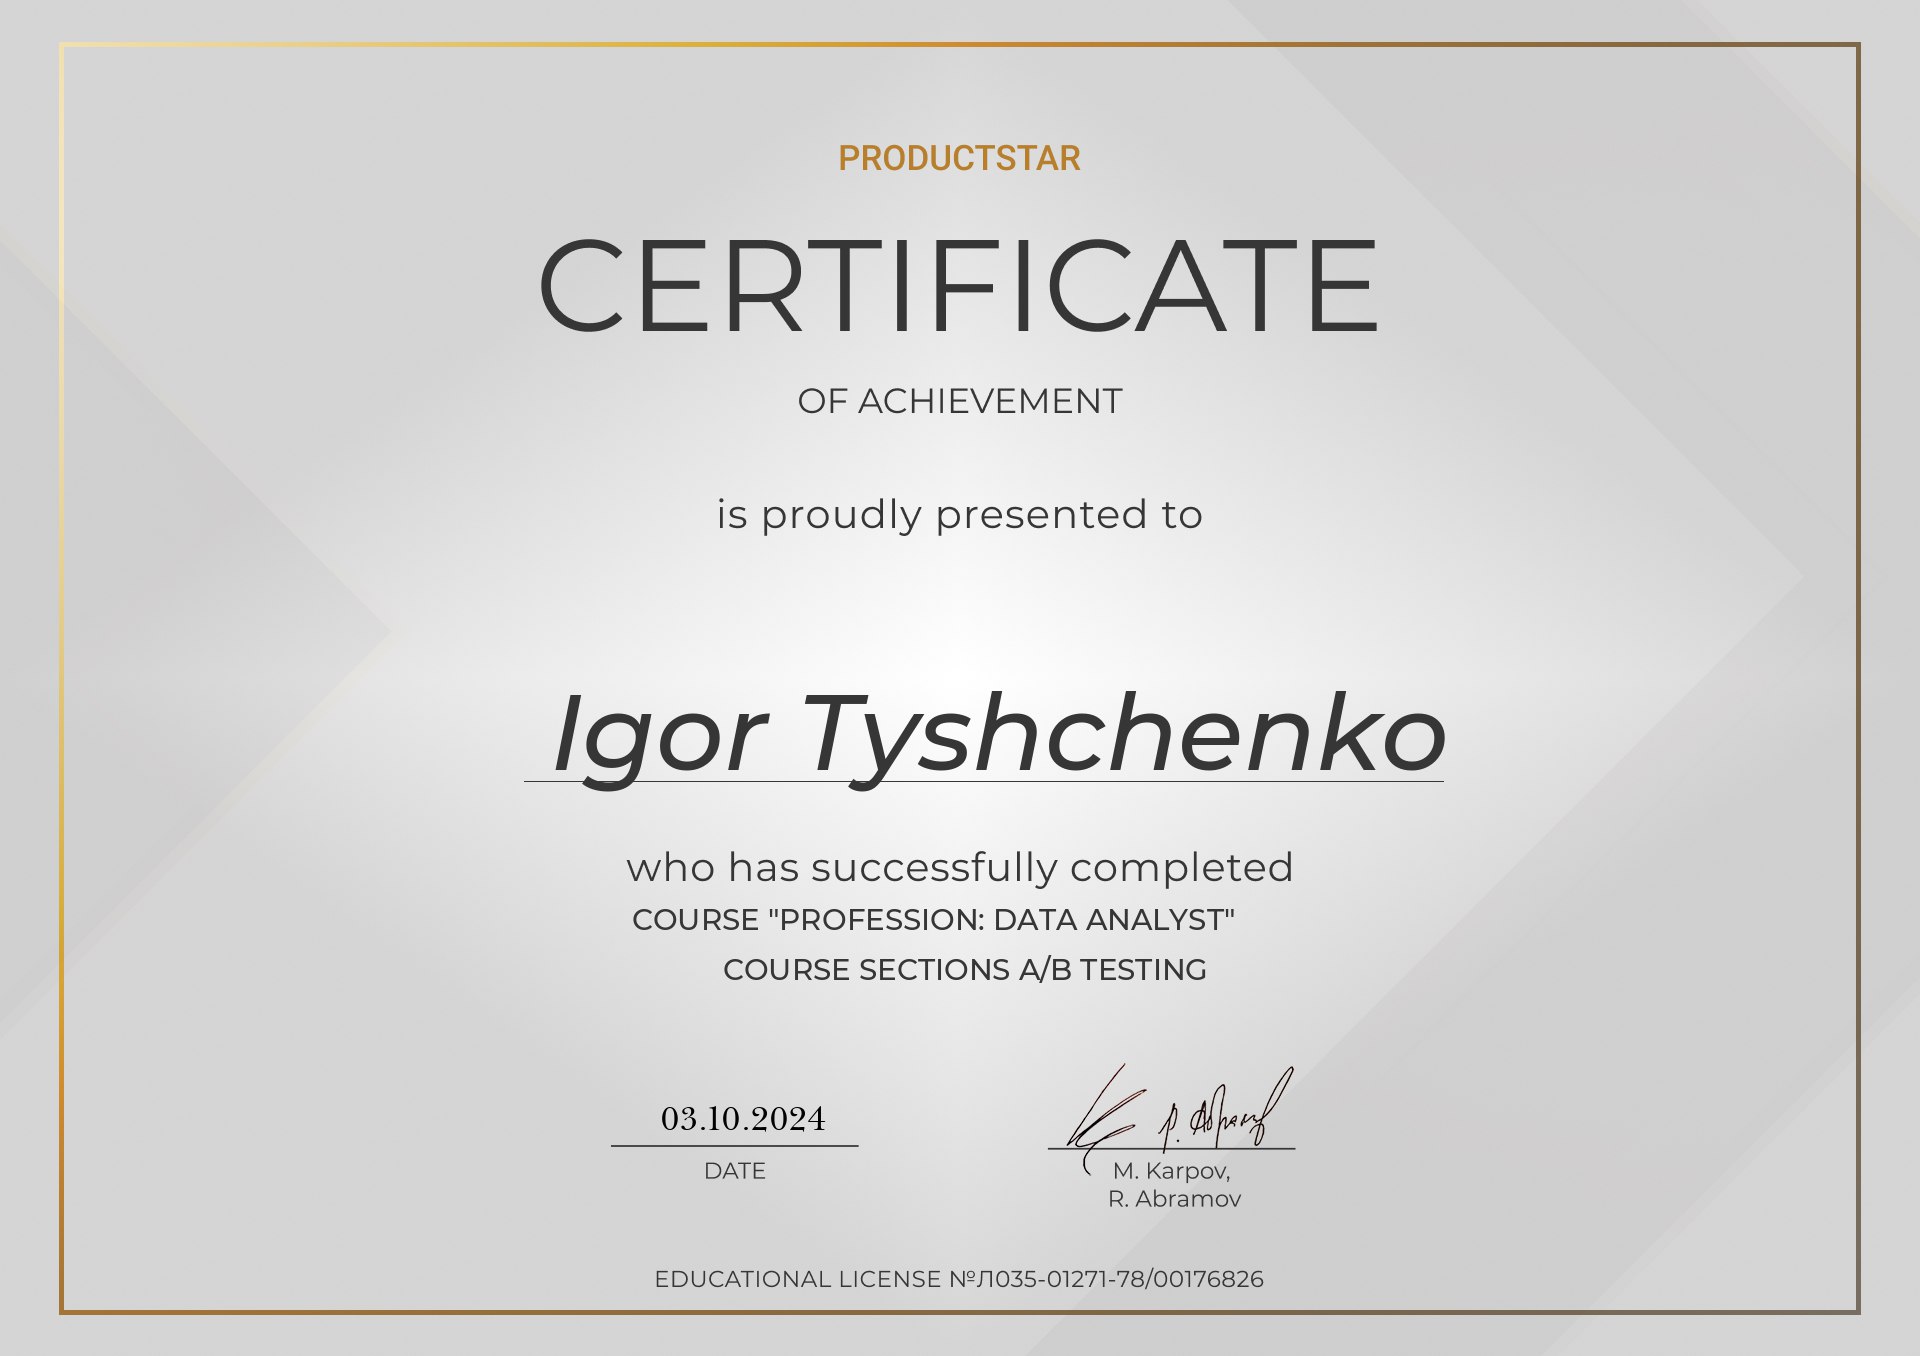 PRODUCTSTAR
CERTIFICATE
OF ACHIEVEMENT
is proudly presented to
Igor Tyshchenko
who has successfully completed
COURSE "PROFESSION: DATA ANALYST"
COURSE SECTIONS A/B TESTING
03.10.2024
DATE
Р. Абрамов
M. Karpov,
R. Abramov
EDUCATIONAL LICENSE №Л035-01271-78/00176826